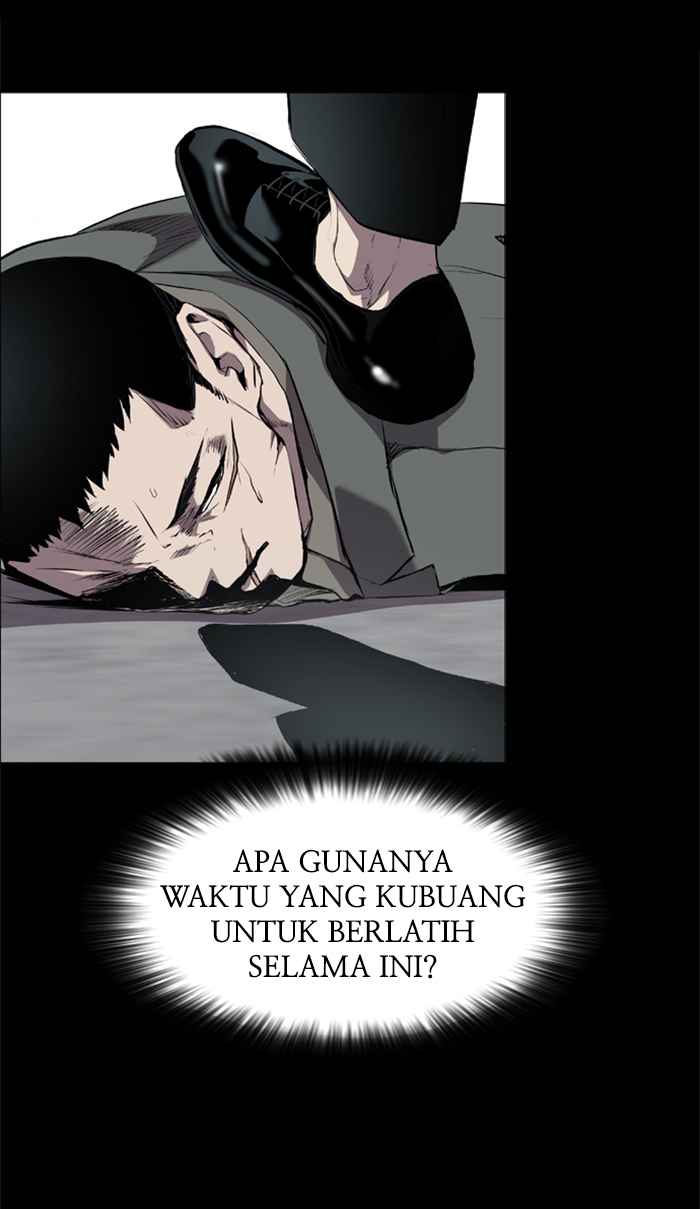 APA GUNANYA
WAKTU YANG KUBUANG
UNTUK BERLATIH
SELAMA INI?